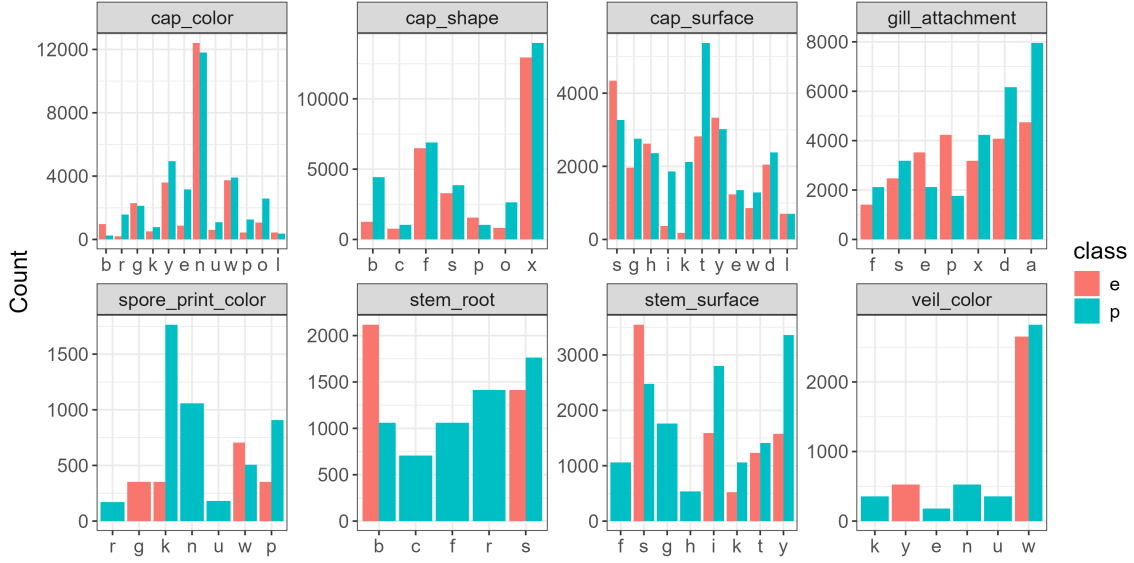 cap_color cap_shape cap_surface gill_attachment
12000
8000
4000
0
10000
5000
0
4000
2000
0
8000
6000
4000
2000
0
b r g k y e n u w p o l
b c f s p o x
s g h i k t y e w d l
f s e p x d a
Count
class
e
p
spore_print_color stem_root stem_surface veil_color
1500
1000
500
0
2000
1500
1000
500
0
3000
2000
1000
0
2000
1000
0
r g k n u w p
b c f r s
f s g h i k t y
k y e n u w